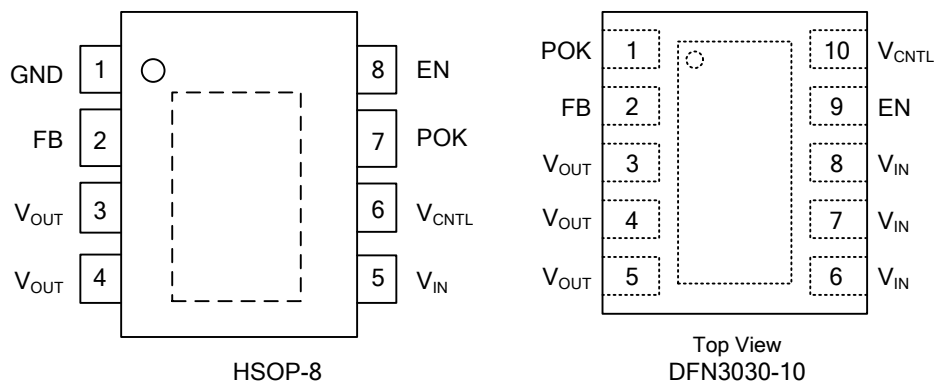 GND 1 8 EN
FB 2 7 POK
VOUT 3 6 VCNTL
VOUT 4 5 VIN
HSOP-8
POK 1 10 VCNTL
FB 2 9 EN
VOUT 3 8 VIN
VOUT 4 7 VIN
VOUT 5 6 VIN
Top View
DFN3030-10